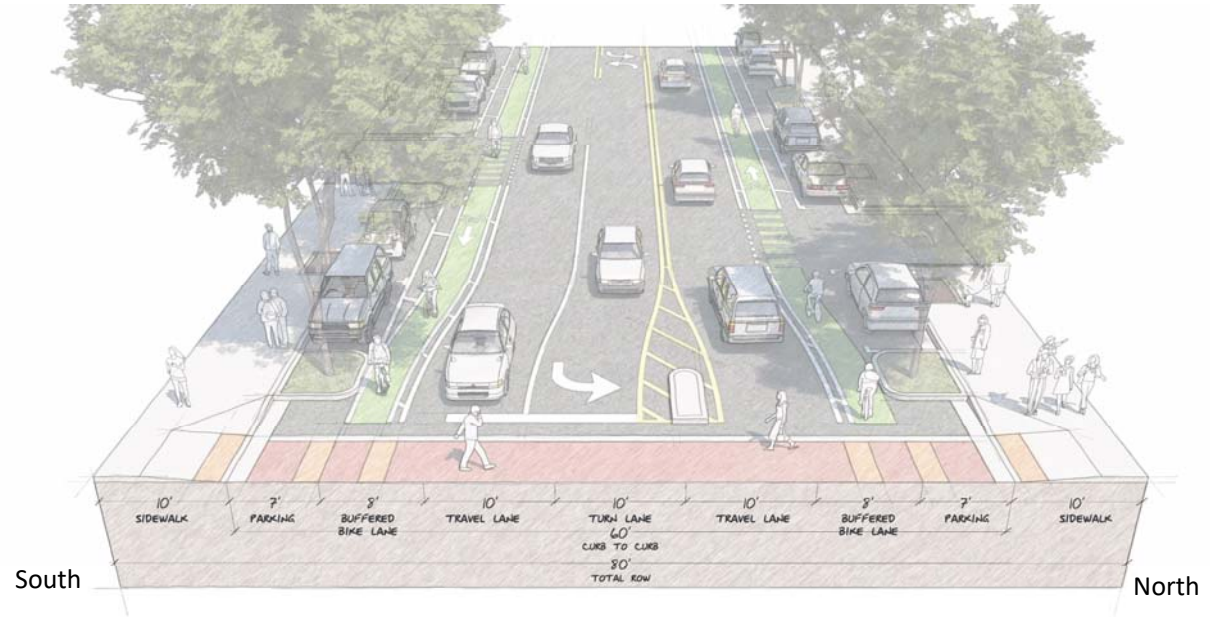 10' 7' 8' 10' 10' 10' 8' 7' 10'
SIDEWALK PARKING BUFFERED BIKE LANE TRAVEL LANE TURN LANE TRAVEL LANE BUFFERED BIKE LANE PARKING SIDEWALK
60'
CURB TO CURB
80'
TOTAL ROW
South
North